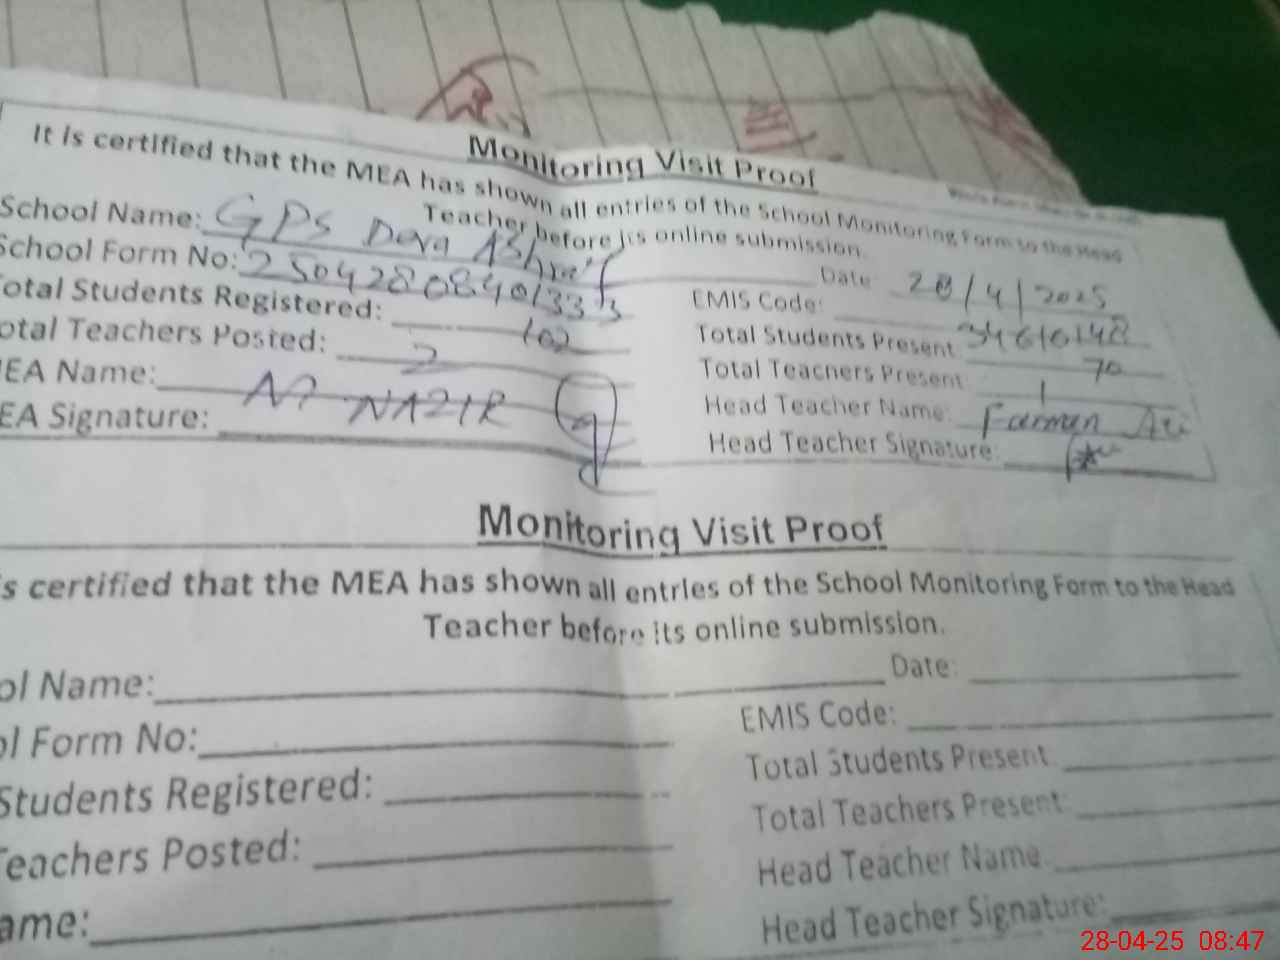 Monitoring Visit Proof
It is certified that the MEA has shown all entries of the School Monitoring Form to the Head
Teacher before its online submission.
School Name: GPS Dera Ashraf
Date 28/4/2025
School Form No: 2504280840133
EMIS Code:
Total Students Registered: 102
Total Students Present 70
Total Teachers Posted: 2
Total Teachers Present 1
MEA Name: NAZIR
Head Teacher Name: Farman Ali
MEA Signature:
Head Teacher Signature:
Monitoring Visit Proof
is certified that the MEA has shown all entries of the School Monitoring Form to the Head
Teacher before its online submission.
ol Name:
Date:
ol Form No:
EMIS Code:
Students Registered:
Total Students Present
Teachers Posted:
Total Teachers Present:
ame:
Head Teacher Name
Head Teacher Signature:
28-04-25 08:47